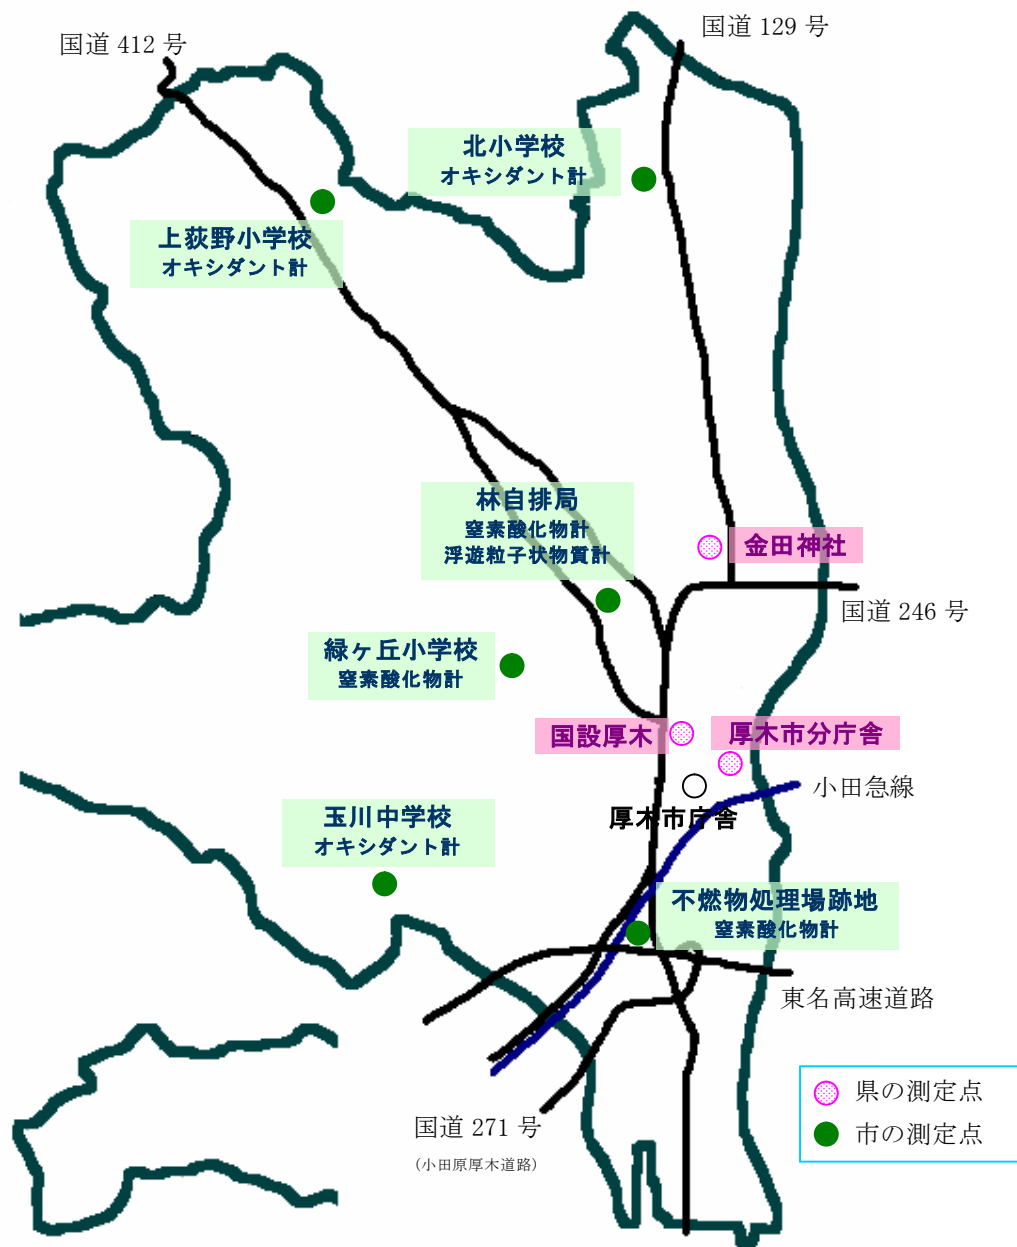 国道 129 号
国道 412 号
北小学校
オキシダント計
上荻野小学校
オキシダント計
林自排局
窒素酸化物計
浮遊粒子状物質計
金田神社
国道 246 号
緑ヶ丘小学校
窒素酸化物計
国設厚木
厚木市分庁舎
小田急線
厚木市庁舎
玉川中学校
オキシダント計
不燃物処理場跡地
窒素酸化物計
東名高速道路
県の測定点
市の測定点
国道 271 号
(小田原厚木道路)